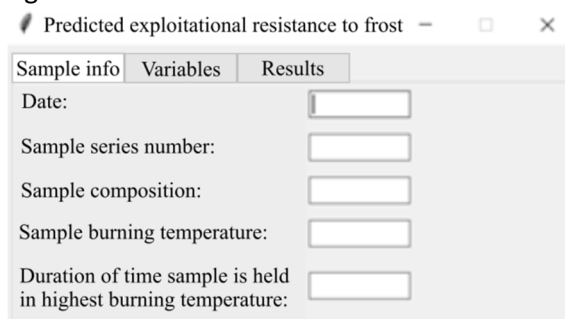 Predicted exploitational resistance to frost
Sample info Variables Results
Date:
Sample series number:
Sample composition:
Sample burning temperature:
Duration of time sample is held
in highest burning temperature: